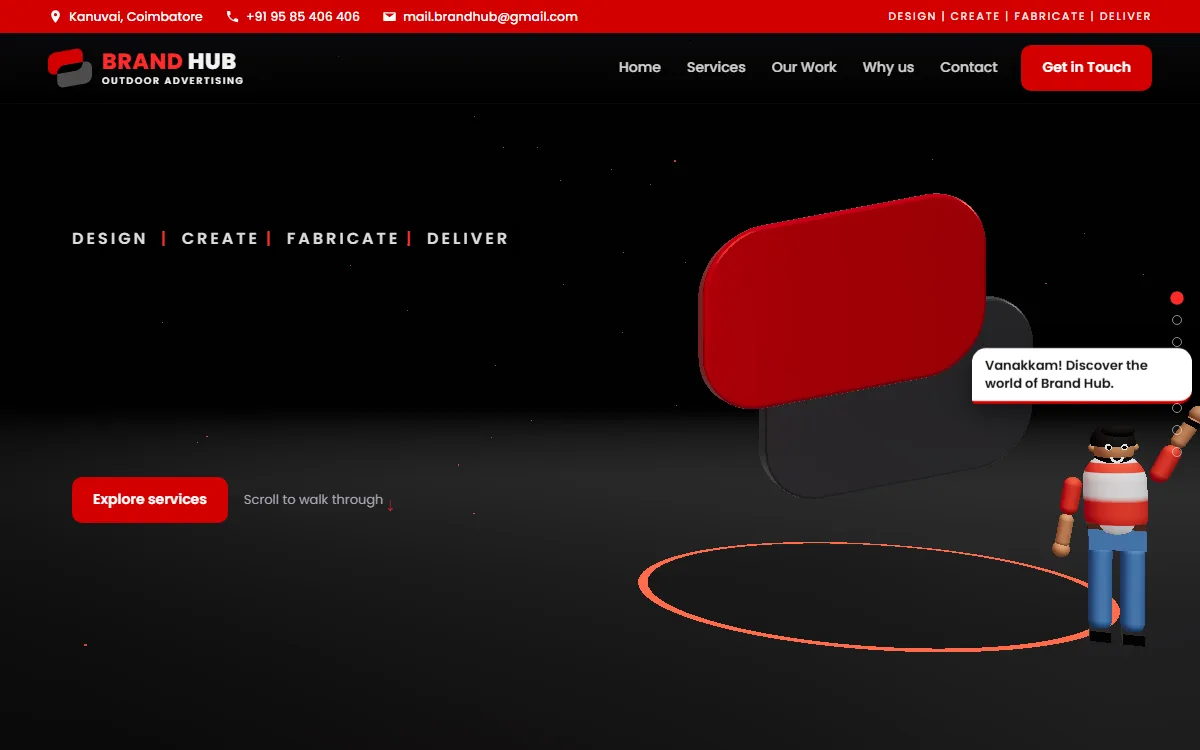 Kanuvai, Coimbatore
+91 95 85 406 406
mail.brandhub@gmail.com
DESIGN | CREATE | FABRICATE | DELIVER
BRAND HUB
OUTDOOR ADVERTISING
Home
Services
Our Work
Why us
Contact
Get in Touch
DESIGN | CREATE | FABRICATE | DELIVER
Vanakkam! Discover the
world of Brand Hub.
Explore services
Scroll to walk through ↓